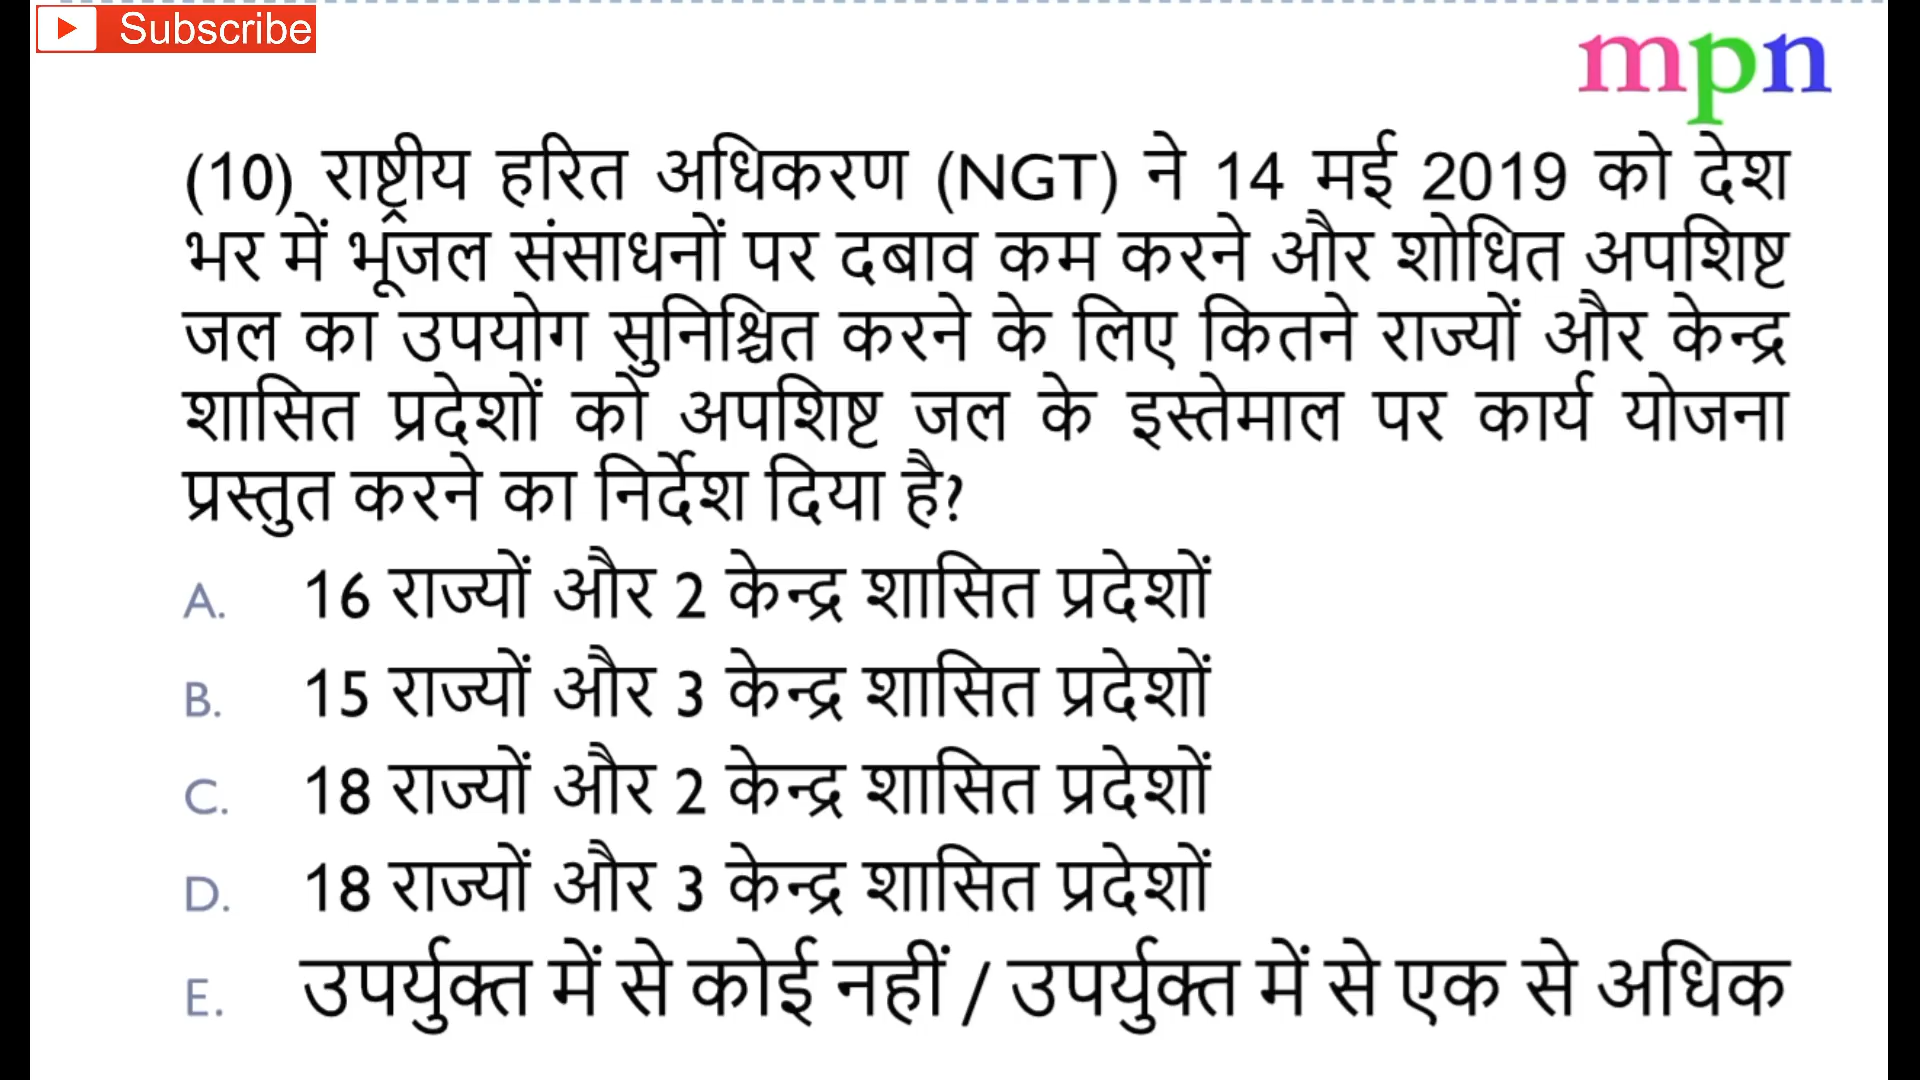 Subscribe
mpn
(10) राष्ट्रीय हरित अधिकरण (NGT) ने 14 मई 2019 को देश
भर में भूजल संसाधनों पर दबाव कम करने और शोधित अपशिष्ट
जल का उपयोग सुनिश्चित करने के लिए कितने राज्यों और केन्द्र
शासित प्रदेशों को अपशिष्ट जल के इस्तेमाल पर कार्य योजना
प्रस्तुत करने का निर्देश दिया है?
A. 16 राज्यों और 2 केन्द्र शासित प्रदेशों
B. 15 राज्यों और 3 केन्द्र शासित प्रदेशों
C. 18 राज्यों और 2 केन्द्र शासित प्रदेशों
D. 18 राज्यों और 3 केन्द्र शासित प्रदेशों
E. उपर्युक्त में से कोई नहीं / उपर्युक्त में से एक से अधिक